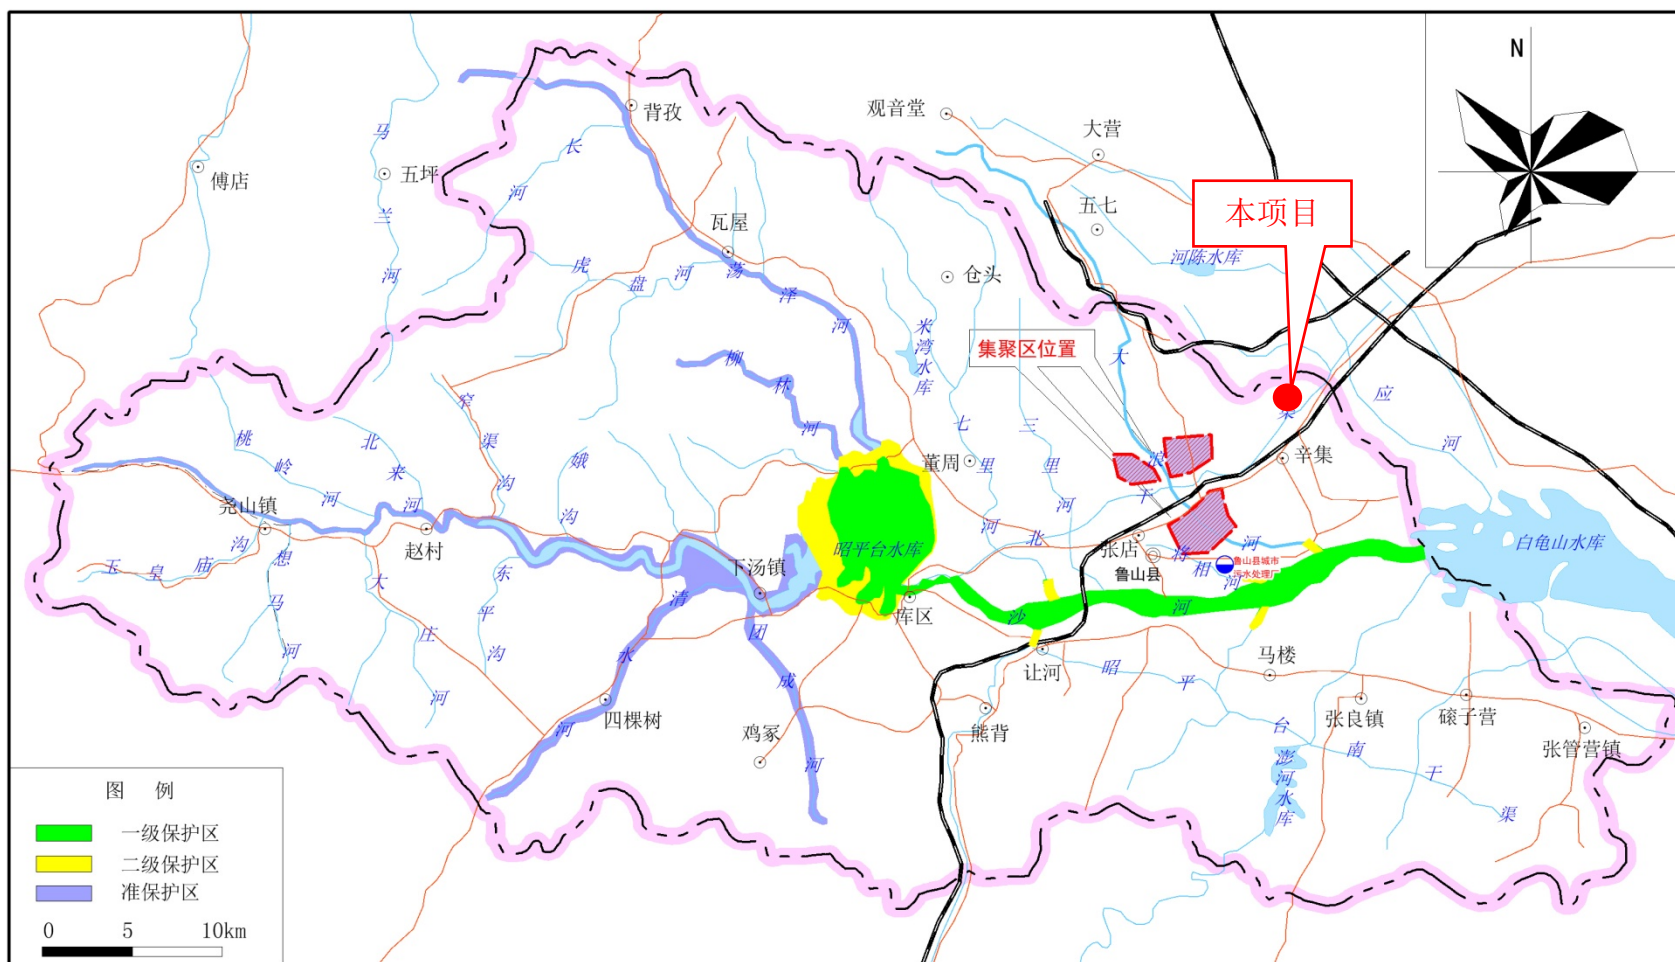 N
背孜
观音堂
大营
马兰河
五坪
长河
傅店
五七
本项目
瓦屋
河陈水库
仓头
虎盘河
荡泽河
米湾水库
集聚区位置
大浪河
柳林河
应河
窄渠沟
七里河
三里河
董周
辛集
桃岭河
北来河
娥沟
北干渠
尧山镇
赵村
昭平台水库
白龟山水库
张店
鲁山县
将相河
鲁山县城市
污水处理厂
玉皇庙沟
想马河
大庄河
东平沟
下汤镇
清水河
团成河
库区
沙河
让河
马楼
昭平台南干渠
四棵树
鸡冢
熊背
张良镇
磙子营
张管营镇
澎河水库
图 例
一级保护区
二级保护区
准保护区
0 5 10km